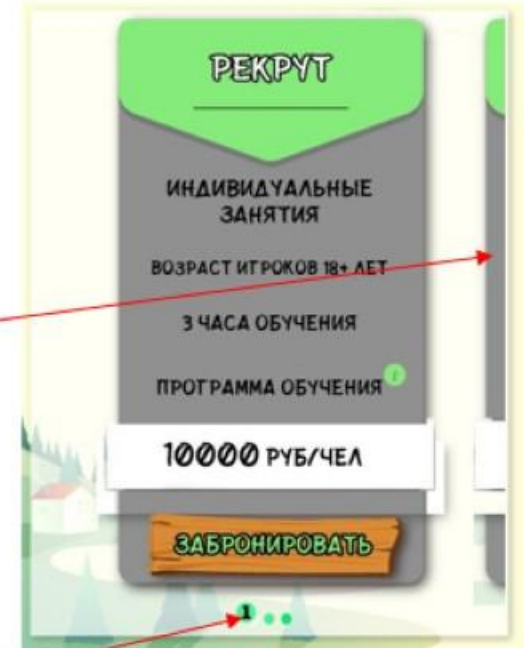 РЕКРУТ
ИНДИВИДУАЛЬНЫЕ
ЗАНЯТИЯ
ВОЗРАСТ ИГРОКОВ 18+ ЛЕТ
3 ЧАСА ОБУЧЕНИЯ
ПРОГРАММА ОБУЧЕНИЯ i
10000 РУБ/ЧЕЛ
ЗАБРОНИРОВАТЬ
1